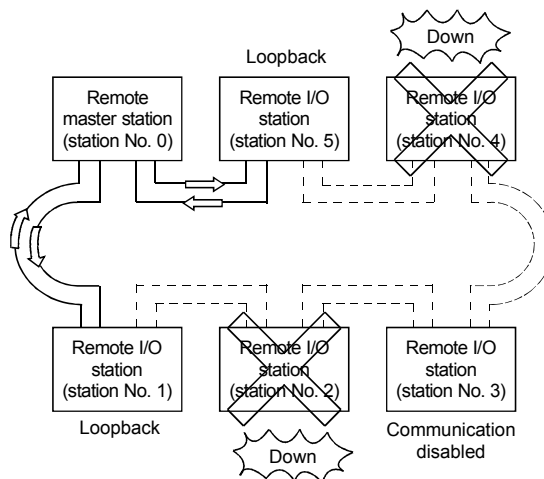 Down
Loopback
Remote
master station
(station No. 0)
Remote I/O
station
(station No. 5)
Remote I/O
station
(station No. 4)
Remote I/O
station
(station No. 1)
Remote I/O
station
(station No. 2)
Remote I/O
station
(station No. 3)
Loopback
Down
Communication
disabled